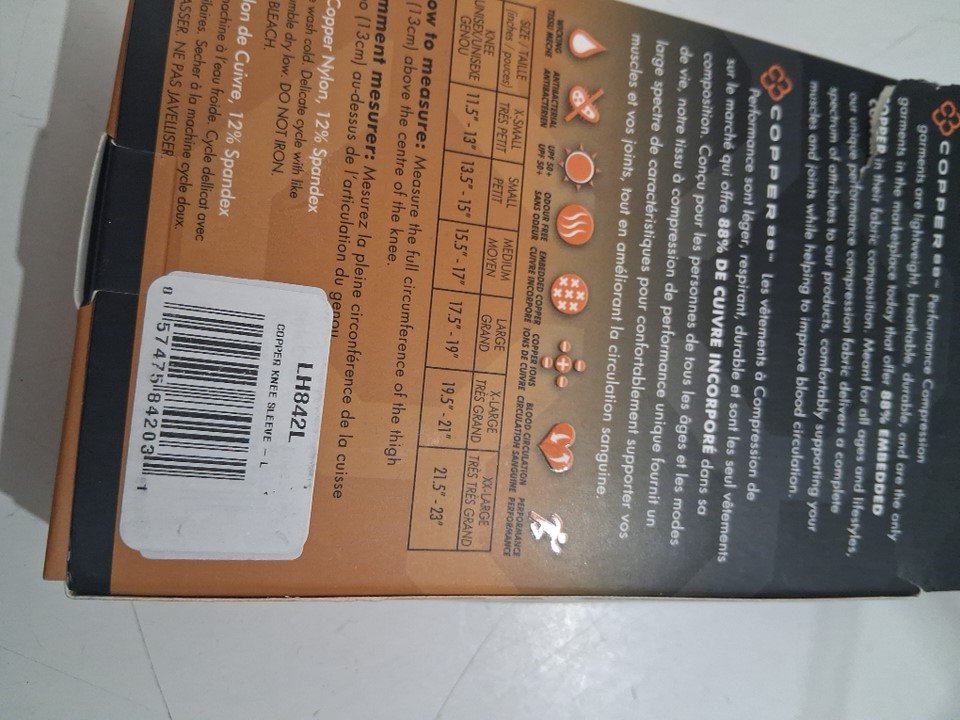 COPPER88™ Performance Compression
garments are lightweight, breathable, durable, and are the only
garments in the marketplace today that offer 88% EMBEDDED
COPPER in their fabric composition. Meant for all ages and lifestyles,
our unique performance compression fabric delivers a complete
spectrum of attributes to our products, comfortably supporting your
muscles and joints while helping to improve blood circulation.
COPPER88™ Les vêtements à Compression de
Performance sont léger, respirant, durable et sont les seul vêtements
sur le marché qui offre 88% DE CUIVRE INCORPORÉ dans sa
composition. Conçu pour les personnes de tous les âges et les modes
de vie, notre tissu à compression de performance unique fournit un
large spectre de caractéristiques pour confortablement supporter vos
muscles et vos joints, tout en améliorant la circulation sanguine.
WICKING
TISSU MÈCHE
ANTIBACTERIAL
ANTIBACTÉRIEN
UPF 50+
UPF 50+
ODOUR FREE
SANS ODEUR
EMBEDDED COPPER
CUIVRE INCORPORÉ
COPPER IONS
IONS DE CUIVRE
BLOOD CIRCULATION
CIRCULATION SANGUINE
PERFORMANCE
PERFORMANCE
SIZE / TAILLE
(inches / pouces)
X-SMALL
TRÈS PETIT
SMALL
PETIT
MEDIUM
MOYEN
LARGE
GRAND
X-LARGE
TRÈS GRAND
XX-LARGE
TRÈS TRÈS GRAND
KNEE
UNISEX/UNISEXE
GENOU
11.5" - 13"
13.5" - 15"
15.5" - 17"
17.5" - 19"
19.5" - 21"
21.5" - 23"
ow to measure: Measure the full circumference of the thigh
(13cm) above the centre of the knee.
mment mesurer: Mesurez la pleine circonférence de la cuisse
o (13cm) au-dessus de l'articulation du genou
Copper Nylon, 12% Spandex
wash cold. Delicate cycle with like
mble dry low. DO NOT IRON.
BLEACH.
lon de Cuivre, 12% Spandex
machine à l'eau froide. Cycle dellicat avec
ilaires. Sècher à la machine cycle doux.
ASSER. NE PAS JAVELLISER.
LH842L
COPPER KNEE SLEEVE - L
8 57475 84203 1